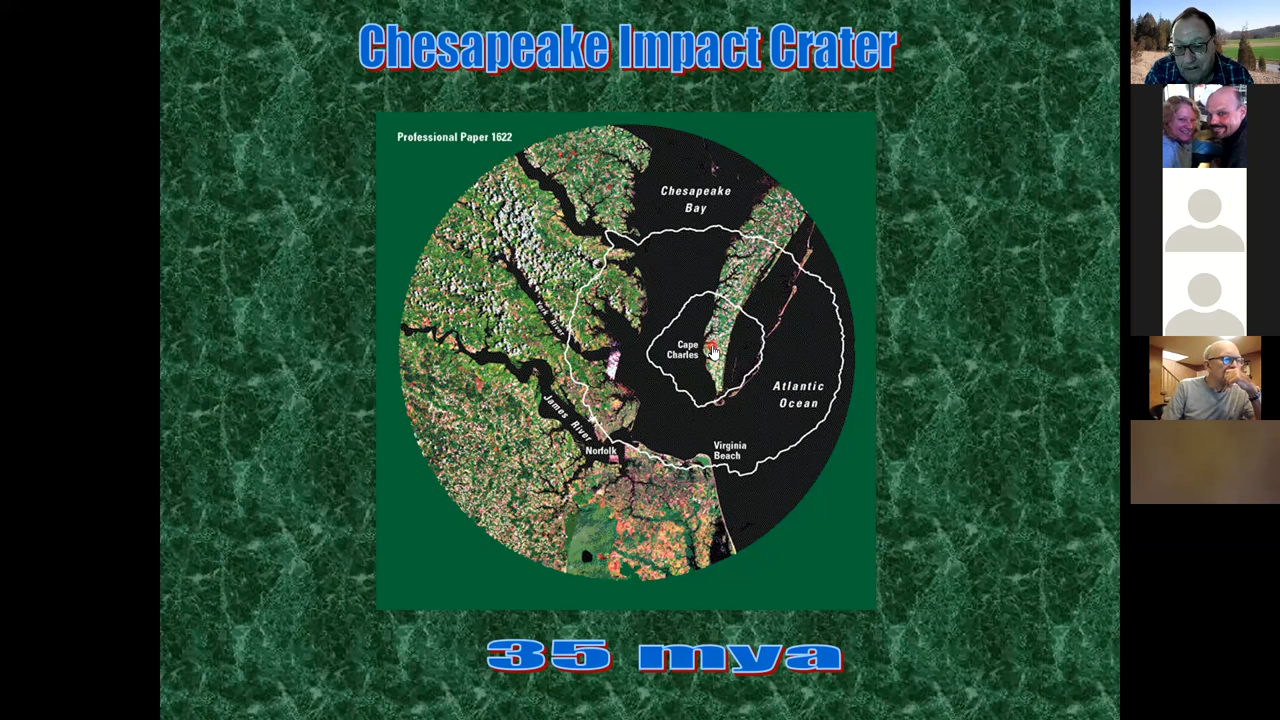 Chesapeake Impact Crater
Professional Paper 1622
Chesapeake
Bay
York River
Cape
Charles
Atlantic
Ocean
James River
Norfolk
Virginia
Beach
35 mya